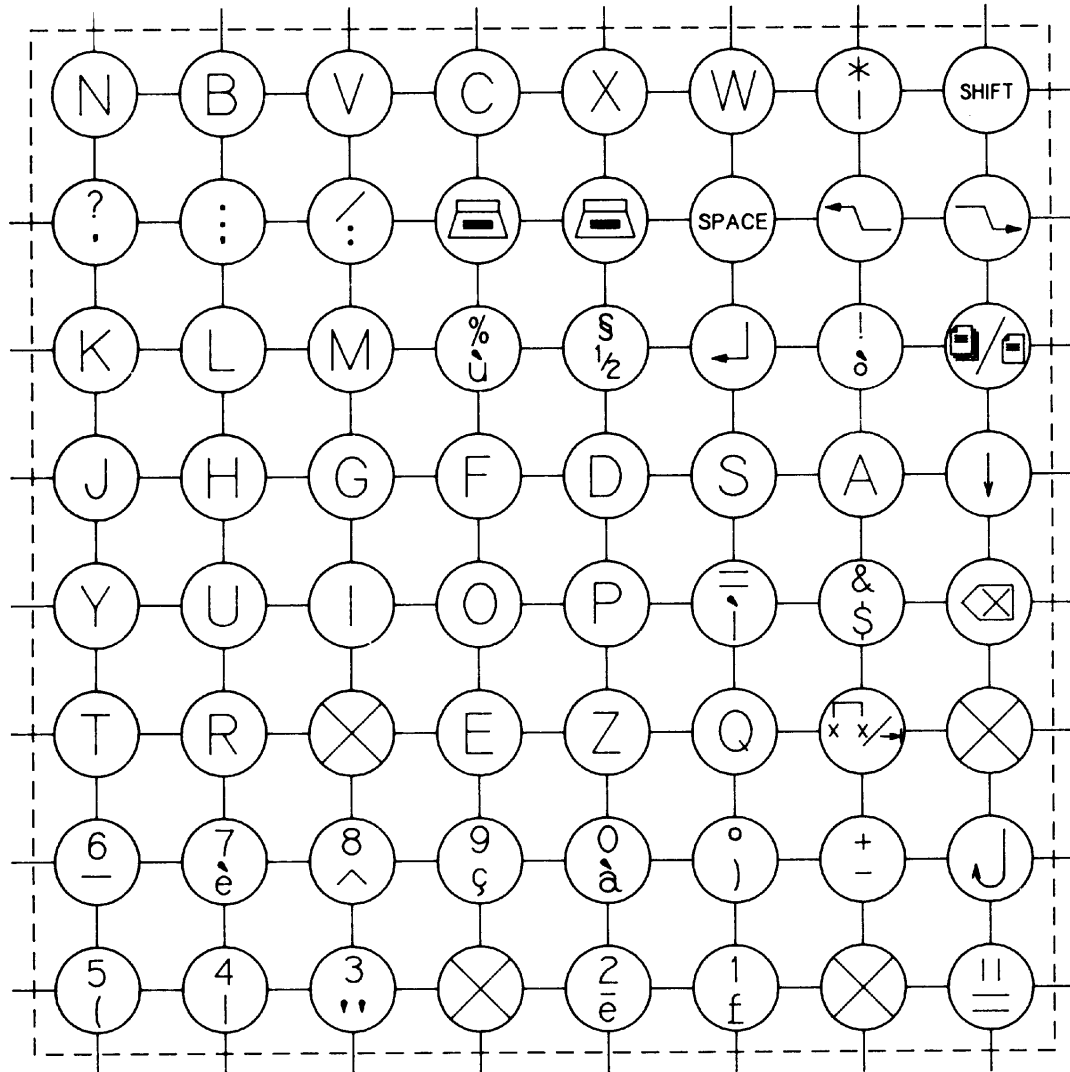 N B V C X W * SHIFT
? : / SPACE
, ; :
K L M % § !
ù 1/2 ò
J H G F D S A
Y U I O P &
$
T R E Z Q x x/
6 7 8 9 0 ° +
_ è ^ ç à ) -
5 4 3 2 1
( " e £ =